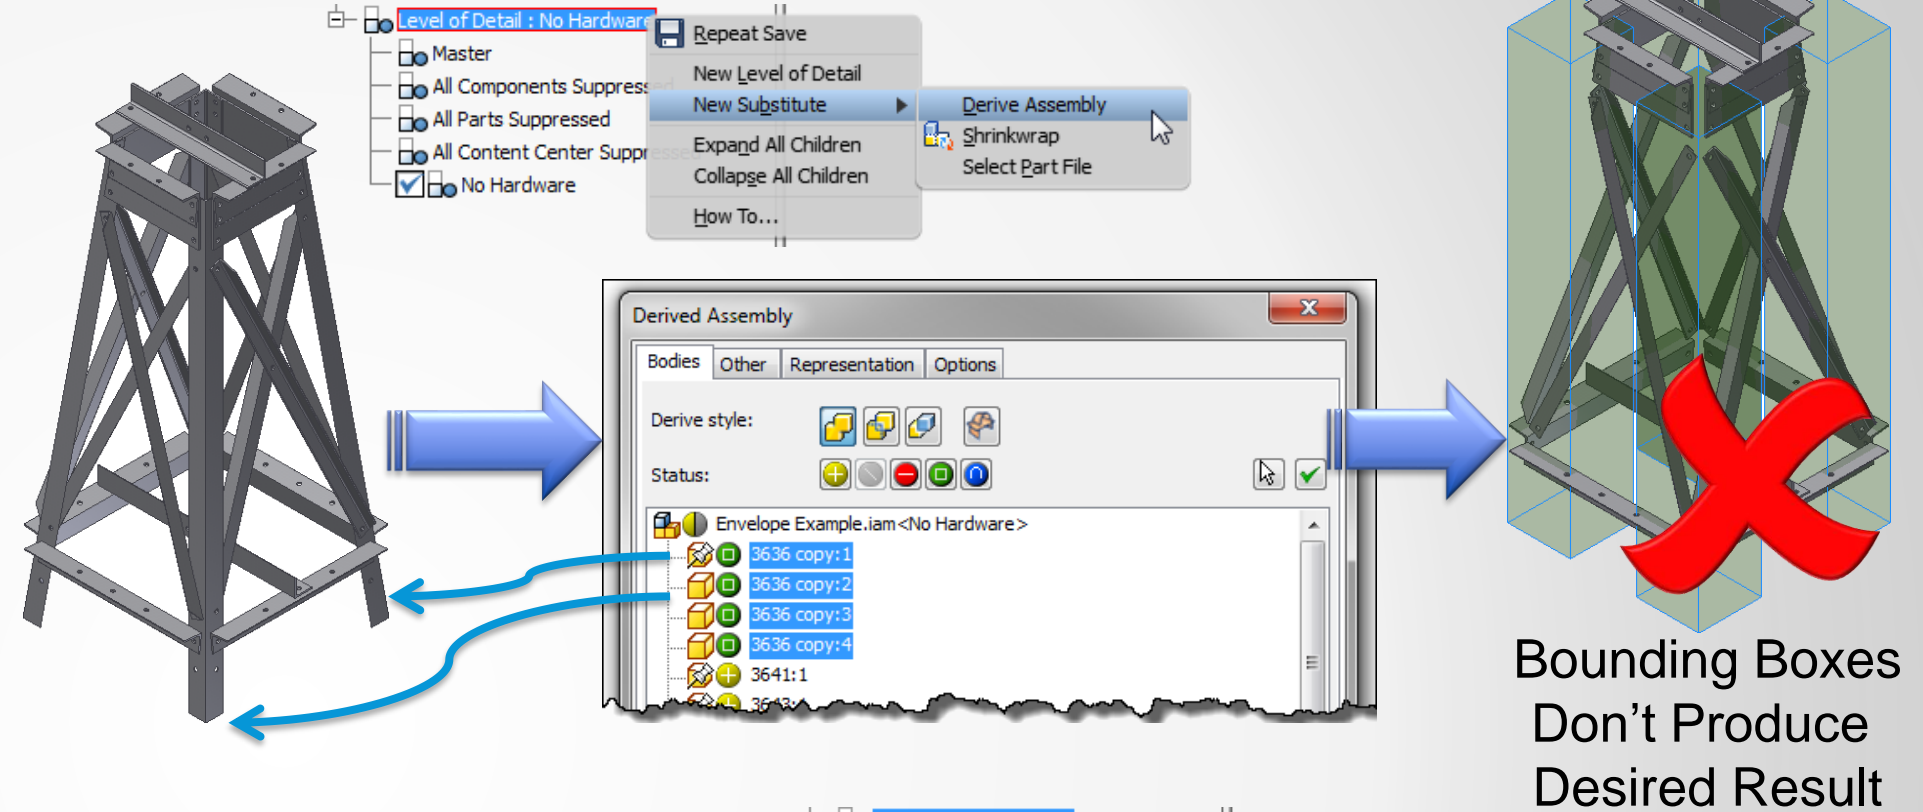 Level of Detail : No Hardware
Master
All Components Suppress
All Parts Suppressed
All Content Center Suppressed
No Hardware
Repeat Save
New Level of Detail
New Substitute
Expand All Children
Collapse All Children
How To...
Derive Assembly
Shrinkwrap
Select Part File
Derived Assembly
Bodies Other Representation Options
Derive style:
Status:
Envelope Example.iam<No Hardware>
3636 copy:1
3636 copy:2
3636 copy:3
3636 copy:4
3641:1
Bounding Boxes
Don’t Produce
Desired Result